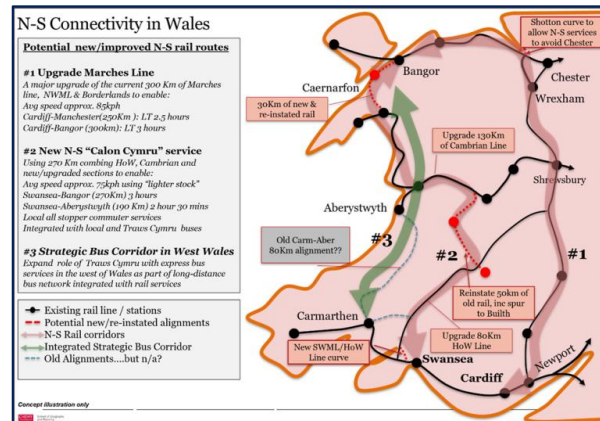 N-S Connectivity in Wales
Potential new/improved N-S rail routes
#1 Upgrade Marches Line
A major upgrade of the current 300 Km of Marches
line, NWML & Borderlands to enable:
Avg speed approx. 85kph
Cardiff-Manchester(250Km ): LT 2.5 hours
Cardiff-Bangor (300km): LT 3 hours
#2 New N-S "Calon Cymru" service
Using 270 Km combing HoW, Cambrian and
new/upgraded sections to enable:
Avg speed approx. 75kph using "lighter stock"
Swansea-Bangor (270Km) 3 hours
Swansea-Aberystwyth (190 Km) 2 hour 30 mins
Local all stopper commuter services
Integrated with local and Traws Cymru buses
#3 Strategic Bus Corridor in West Wales
Expand role of Traws Cymru with express bus
services in the west of Wales as part of long-distance
bus network integrated with rail services
Existing rail line / stations
Potential new/re-instated alignments
N-S Rail corridors
Integrated Strategic Bus Corridor
Old Alignments....but n/a?
Concept illustration only
Shotton curve to
allow N-S services
to avoid Chester
Bangor
Chester
Caernarfon
Wrexham
30Km of new &
re-instated rail
Upgrade 130Km
of Cambrian Line
Shrewsbury
Aberystwyth
#3
#2
#1
Old Carm-Aber
80Km alignment??
Reinstate 50km of
old rail, inc spur
to Builth
Carmarthen
Upgrade 80Km
HoW Line
New SWML/HoW
Line curve
Swansea
Cardiff
Newport